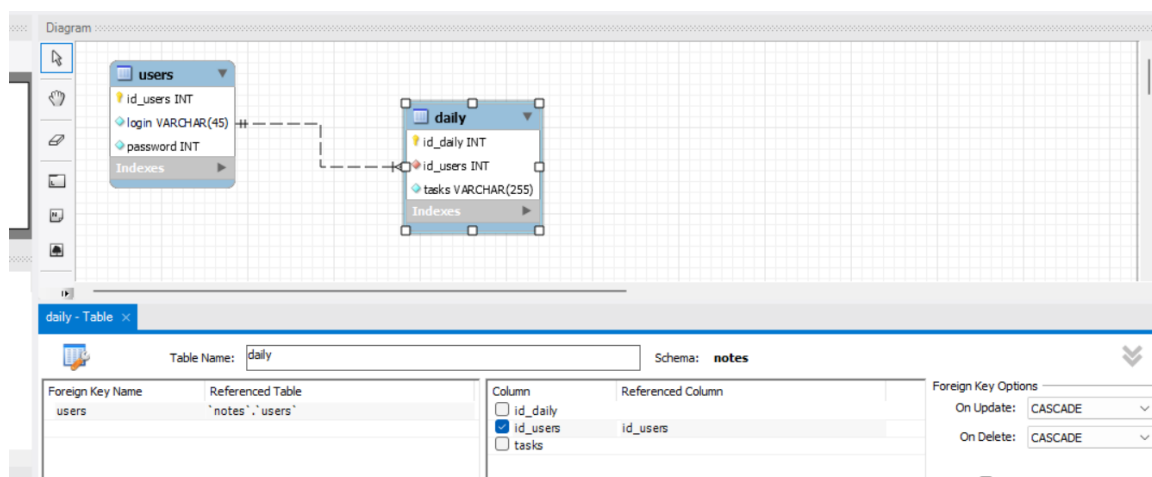 Diagram
users
id_users INT
login VARCHAR(45)
password INT
Indexes
daily
id_daily INT
id_users INT
tasks VARCHAR(255)
Indexes
daily - Table
Table Name: daily
Schema: notes
Foreign Key Name Referenced Table
users `notes`.`users`
Column Referenced Column
id_daily
id_users id_users
tasks
Foreign Key Options
On Update: CASCADE
On Delete: CASCADE